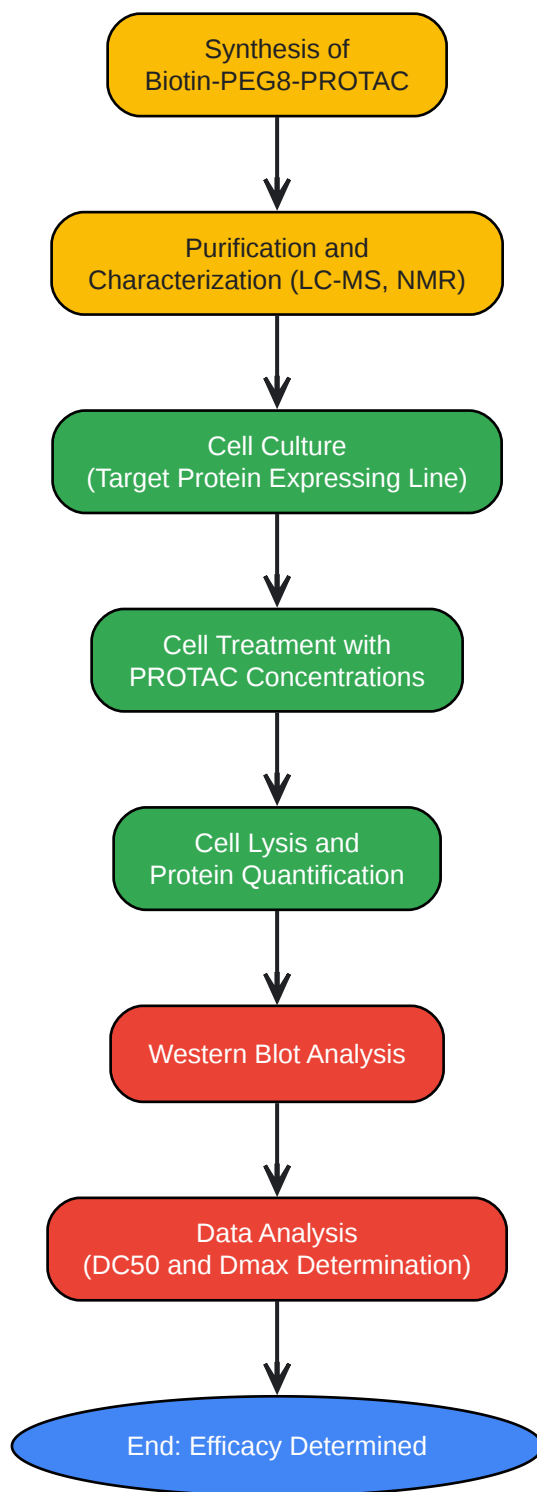 Synthesis of
Biotin-PEG8-PROTAC
Purification and
Characterization (LC-MS, NMR)
Cell Culture
(Target Protein Expressing Line)
Cell Treatment with
PROTAC Concentrations
Cell Lysis and
Protein Quantification
Western Blot Analysis
Data Analysis
(DC50 and Dmax Determination)
End: Efficacy Determined